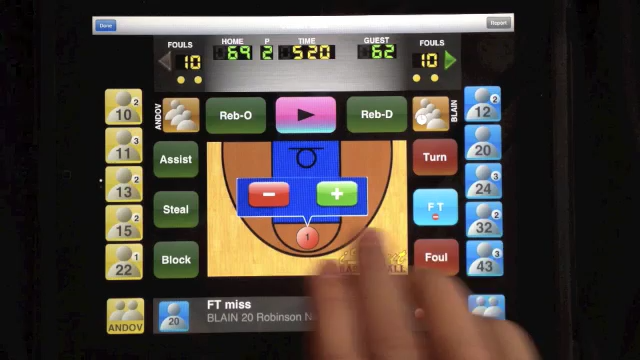 Done
Report
FOULS HOME P TIME GUEST FOULS
10 69 2 5 20 62 10
ANDOV Reb-O Reb-D BLAIN
10 2
11 3
13 2
15 2
22 1
Assist
Steal
Block
- +
1
Turn
FT
Foul
12 2
20
24 3
32 2
43 3
ANDOV
20
FT miss
BLAIN 20 Robinson